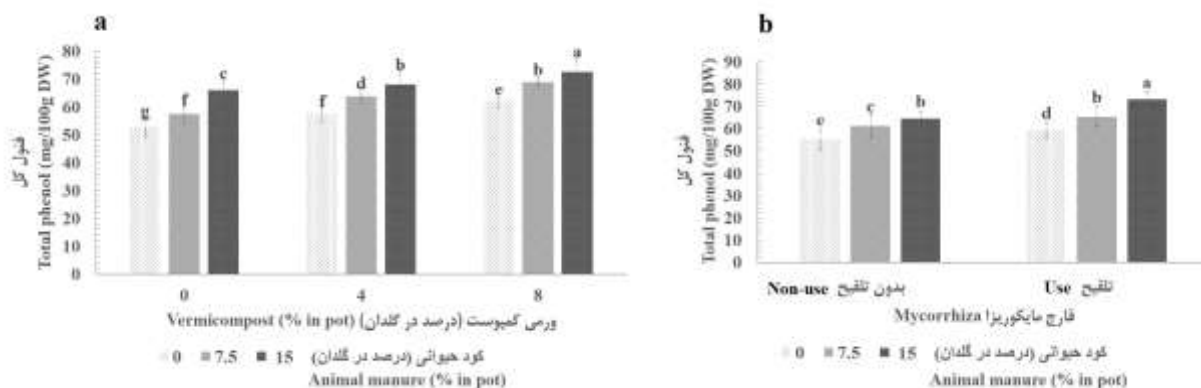 a
فنول کل
Total phenol (mg/100g DW)
80
70
60
50
40
30
20
10
0
g
f
c
f
d
b
e
b
a
0 4 8
Vermicompost (% in pot) ورمی کمپوست (درصد در گلدان)
0 7.5 15 کود حیوانی (درصد در گلدان)
Animal manure (% in pot)
b
فنول کل
Total phenol (mg/100g DW)
90
80
70
60
50
40
30
20
10
0
e
c
b
d
b
a
Non-use بدون تلقیح Use تلقیح
Mycorrhiza قارچ مایکوریزا
0 7.5 15 کود حیوانی (درصد در گلدان)
Animal manure (% in pot)